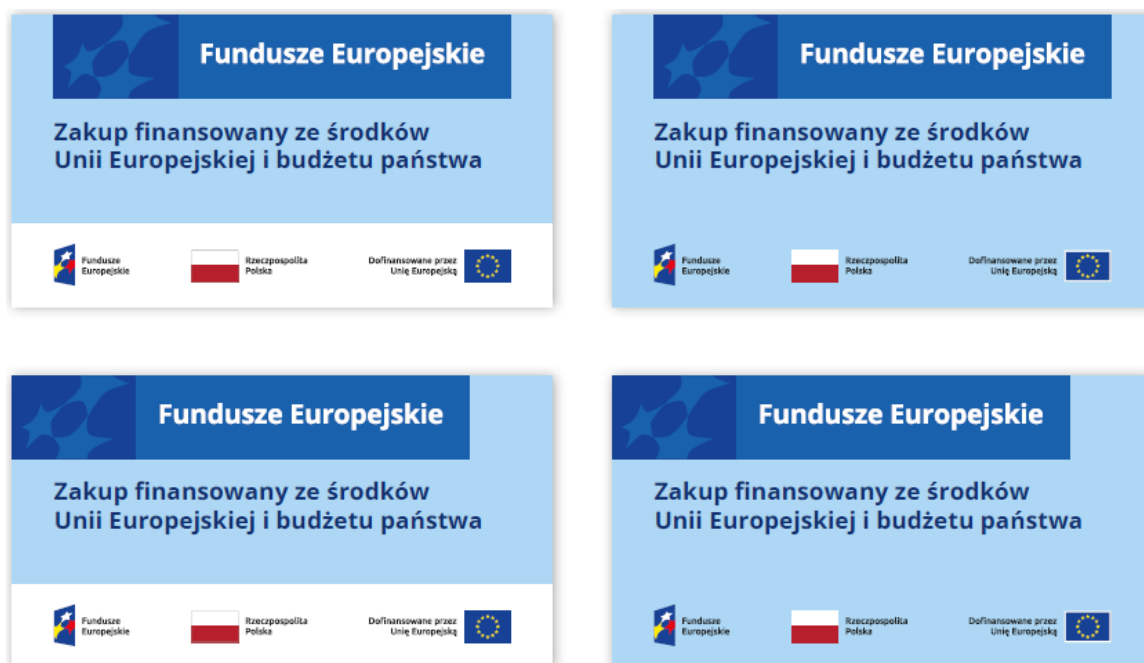 Fundusze Europejskie
Zakup finansowany ze środków
Unii Europejskiej i budżetu państwa
Fundusze
Europejskie
Rzeczpospolita
Polska
Dofinansowane przez
Unię Europejską
Fundusze Europejskie
Zakup finansowany ze środków
Unii Europejskiej i budżetu państwa
Fundusze
Europejskie
Rzeczpospolita
Polska
Dofinansowane przez
Unię Europejską
Fundusze Europejskie
Zakup finansowany ze środków
Unii Europejskiej i budżetu państwa
Fundusze
Europejskie
Rzeczpospolita
Polska
Dofinansowane przez
Unię Europejską
Fundusze Europejskie
Zakup finansowany ze środków
Unii Europejskiej i budżetu państwa
Fundusze
Europejskie
Rzeczpospolita
Polska
Dofinansowane przez
Unię Europejską